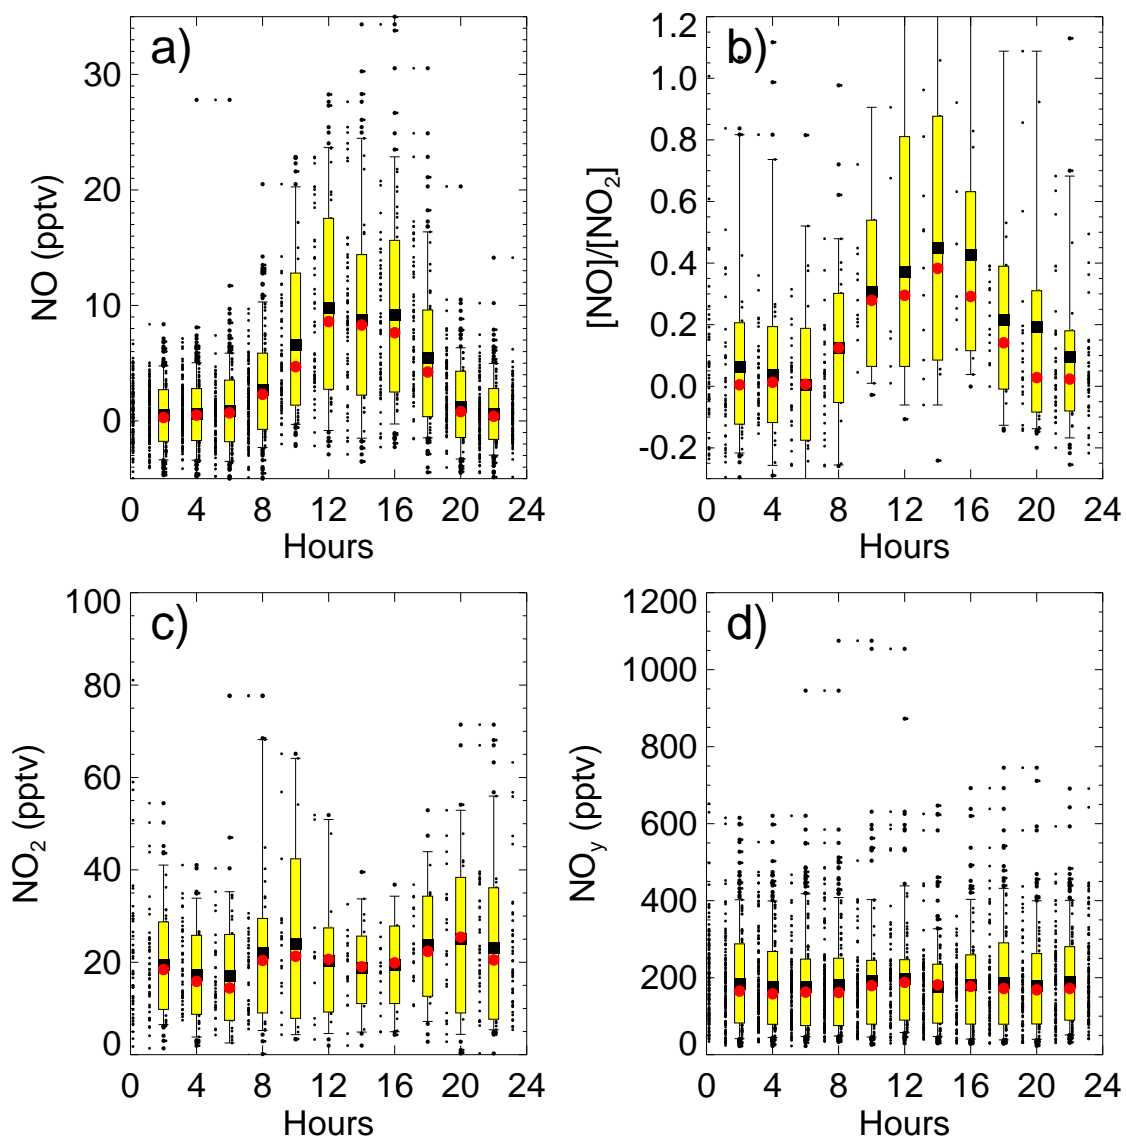 a)
30
20
10
0
NO (pptv)
0 4 8 12 16 20 24
Hours
b)
1.2
1.0
0.8
0.6
0.4
0.2
0.0
-0.2
[NO]/[NO₂]
0 4 8 12 16 20 24
Hours
c)
100
80
60
40
20
0
NO₂ (pptv)
0 4 8 12 16 20 24
Hours
d)
1200
1000
800
600
400
200
0
NOy (pptv)
0 4 8 12 16 20 24
Hours